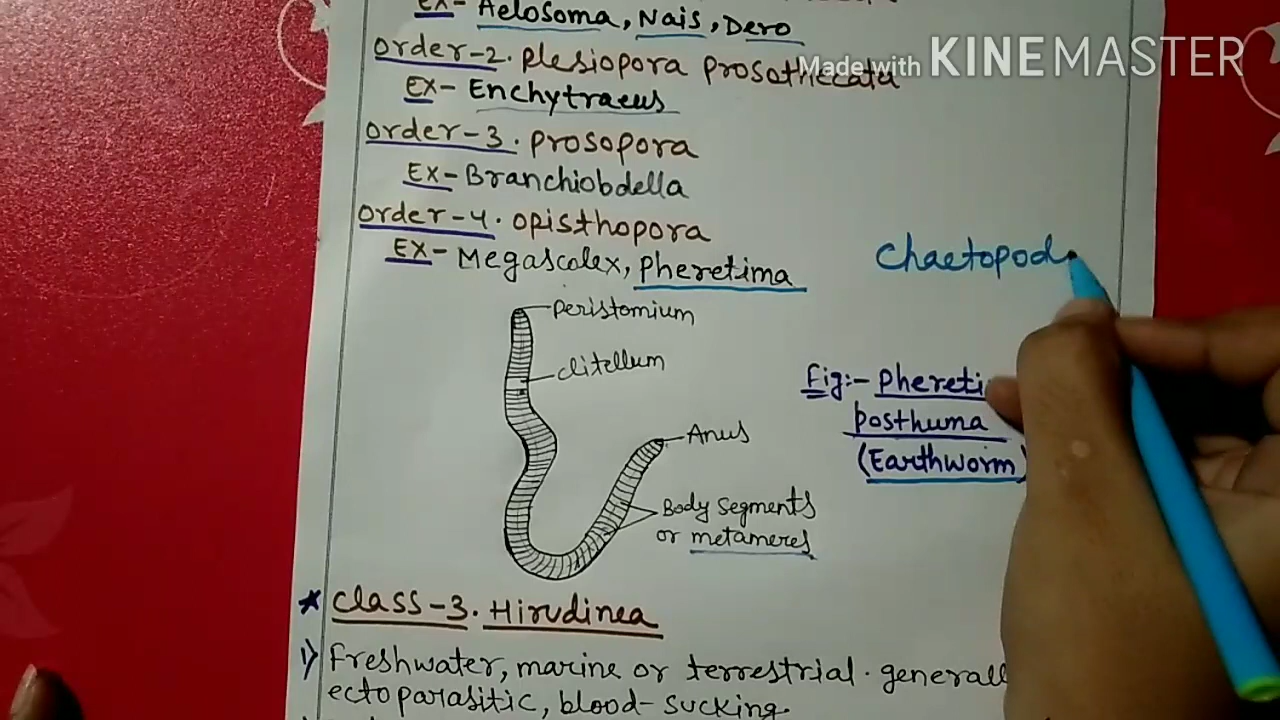 Ex- Aelosoma, Nais, Dero
order-2. plesiopora prosothecata
Made with KINEMASTER
Ex- Enchytraeus
order-3. prosopora
Ex- Branchiobdella
order-4. opisthopora
Ex- Megascolex, pheretima
chaetopod
peristomium
clitellum
Fig:- phereti
posthuma
(Earthworm)
Anus
Body segments
or metameres
* class-3. Hirudinea
1) freshwater, marine or terrestrial. generall
ectoparasitic, blood-sucking.